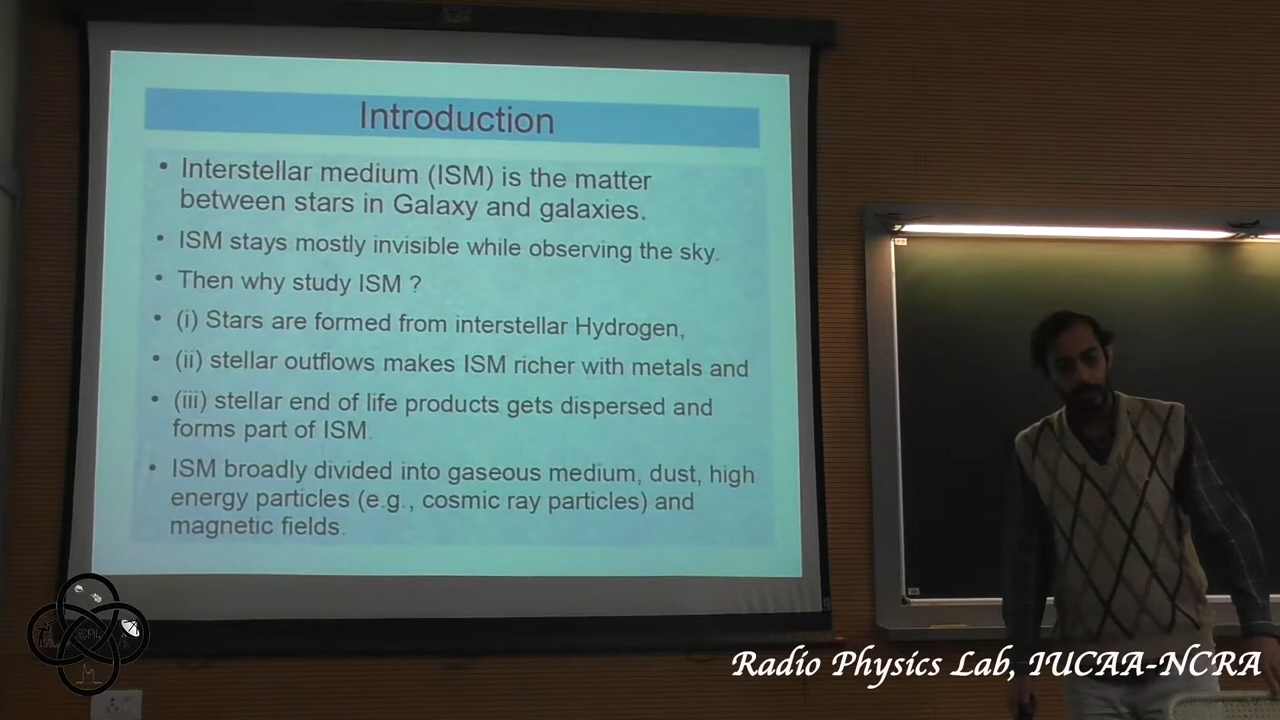 Introduction
• Interstellar medium (ISM) is the matter
between stars in Galaxy and galaxies.
• ISM stays mostly invisible while observing the sky.
• Then why study ISM ?
• (i) Stars are formed from interstellar Hydrogen,
• (ii) stellar outflows makes ISM richer with metals and
• (iii) stellar end of life products gets dispersed and
forms part of ISM.
• ISM broadly divided into gaseous medium, dust, high
energy particles (e.g., cosmic ray particles) and
magnetic fields.
Radio Physics Lab, IUCAA-NCRA